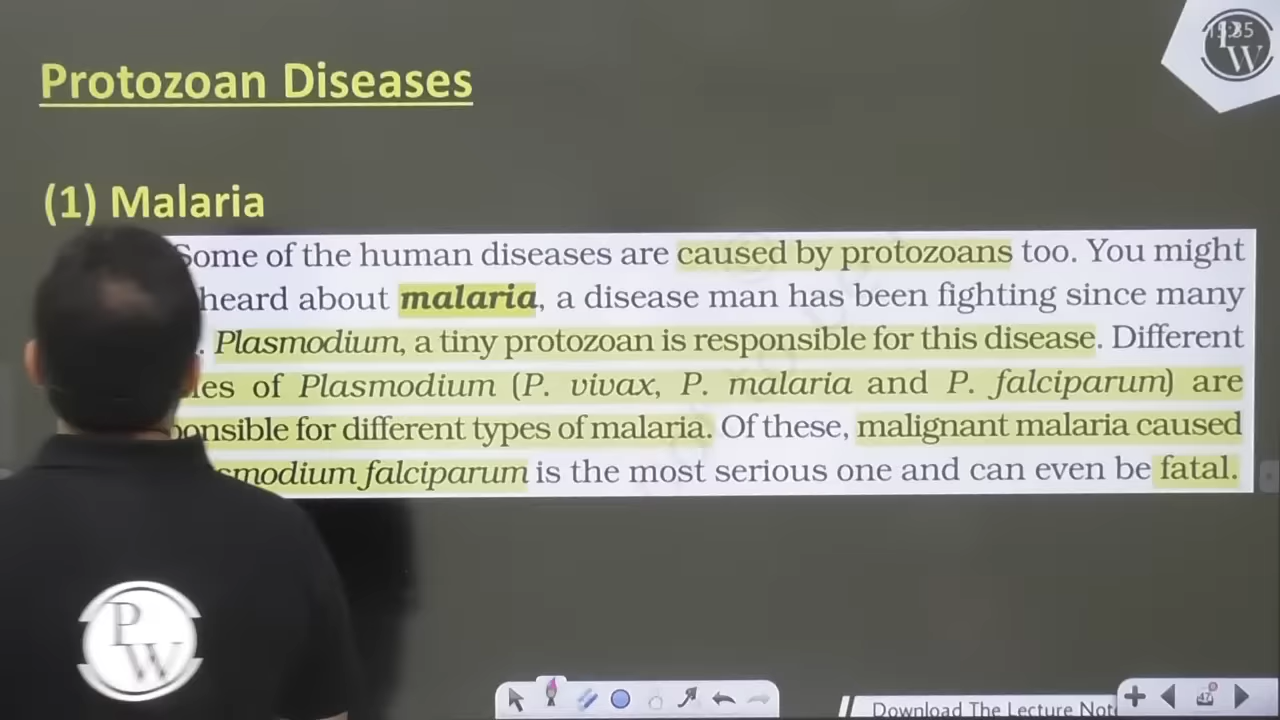 Protozoan Diseases
(1) Malaria
Some of the human diseases are caused by protozoans too. You might
heard about malaria, a disease man has been fighting since many
. Plasmodium, a tiny protozoan is responsible for this disease. Different
of Plasmodium (P. vivax, P. malaria and P. falciparum) are
for different types of malaria. Of these, malignant malaria caused
falciparum is the most serious one and can even be fatal.
PW
PW
47
Download The Lecture